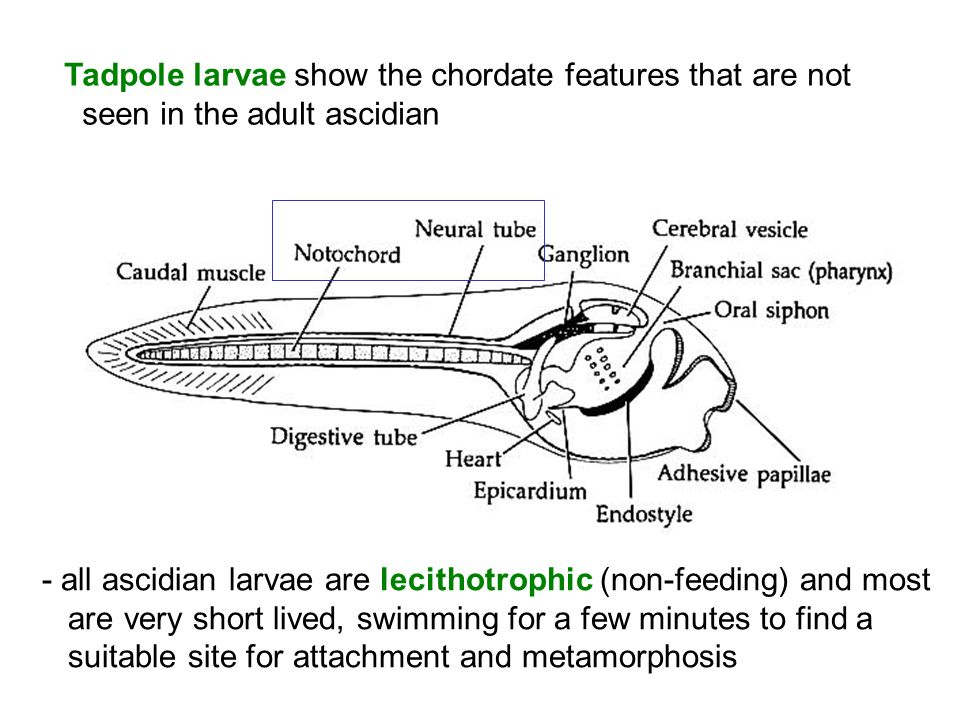 Tadpole larvae show the chordate features that are not
seen in the adult ascidian
Neural tube
Cerebral vesicle
Notochord
Ganglion
Caudal muscle
Branchial sac (pharynx)
Oral siphon
Digestive tube
Heart
Adhesive papillae
Epicardium
Endostyle
- all ascidian larvae are lecithotrophic (non-feeding) and most
are very short lived, swimming for a few minutes to find a
suitable site for attachment and metamorphosis